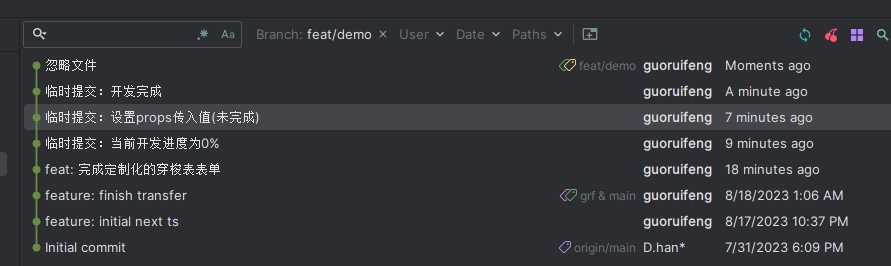 .* Aa Branch: feat/demo × User Date Paths
忽略文件 feat/demo guoruifeng Moments ago
临时提交：开发完成 guoruifeng A minute ago
临时提交：设置props传入值(未完成) guoruifeng 7 minutes ago
临时提交：当前开发进度为0% guoruifeng 9 minutes ago
feat: 完成定制化的穿梭表表单 guoruifeng 18 minutes ago
feature: finish transfer grf & main guoruifeng 8/18/2023 1:06 AM
feature: initial next ts guoruifeng 8/17/2023 10:37 PM
Initial commit origin/main D.han* 7/31/2023 6:09 PM